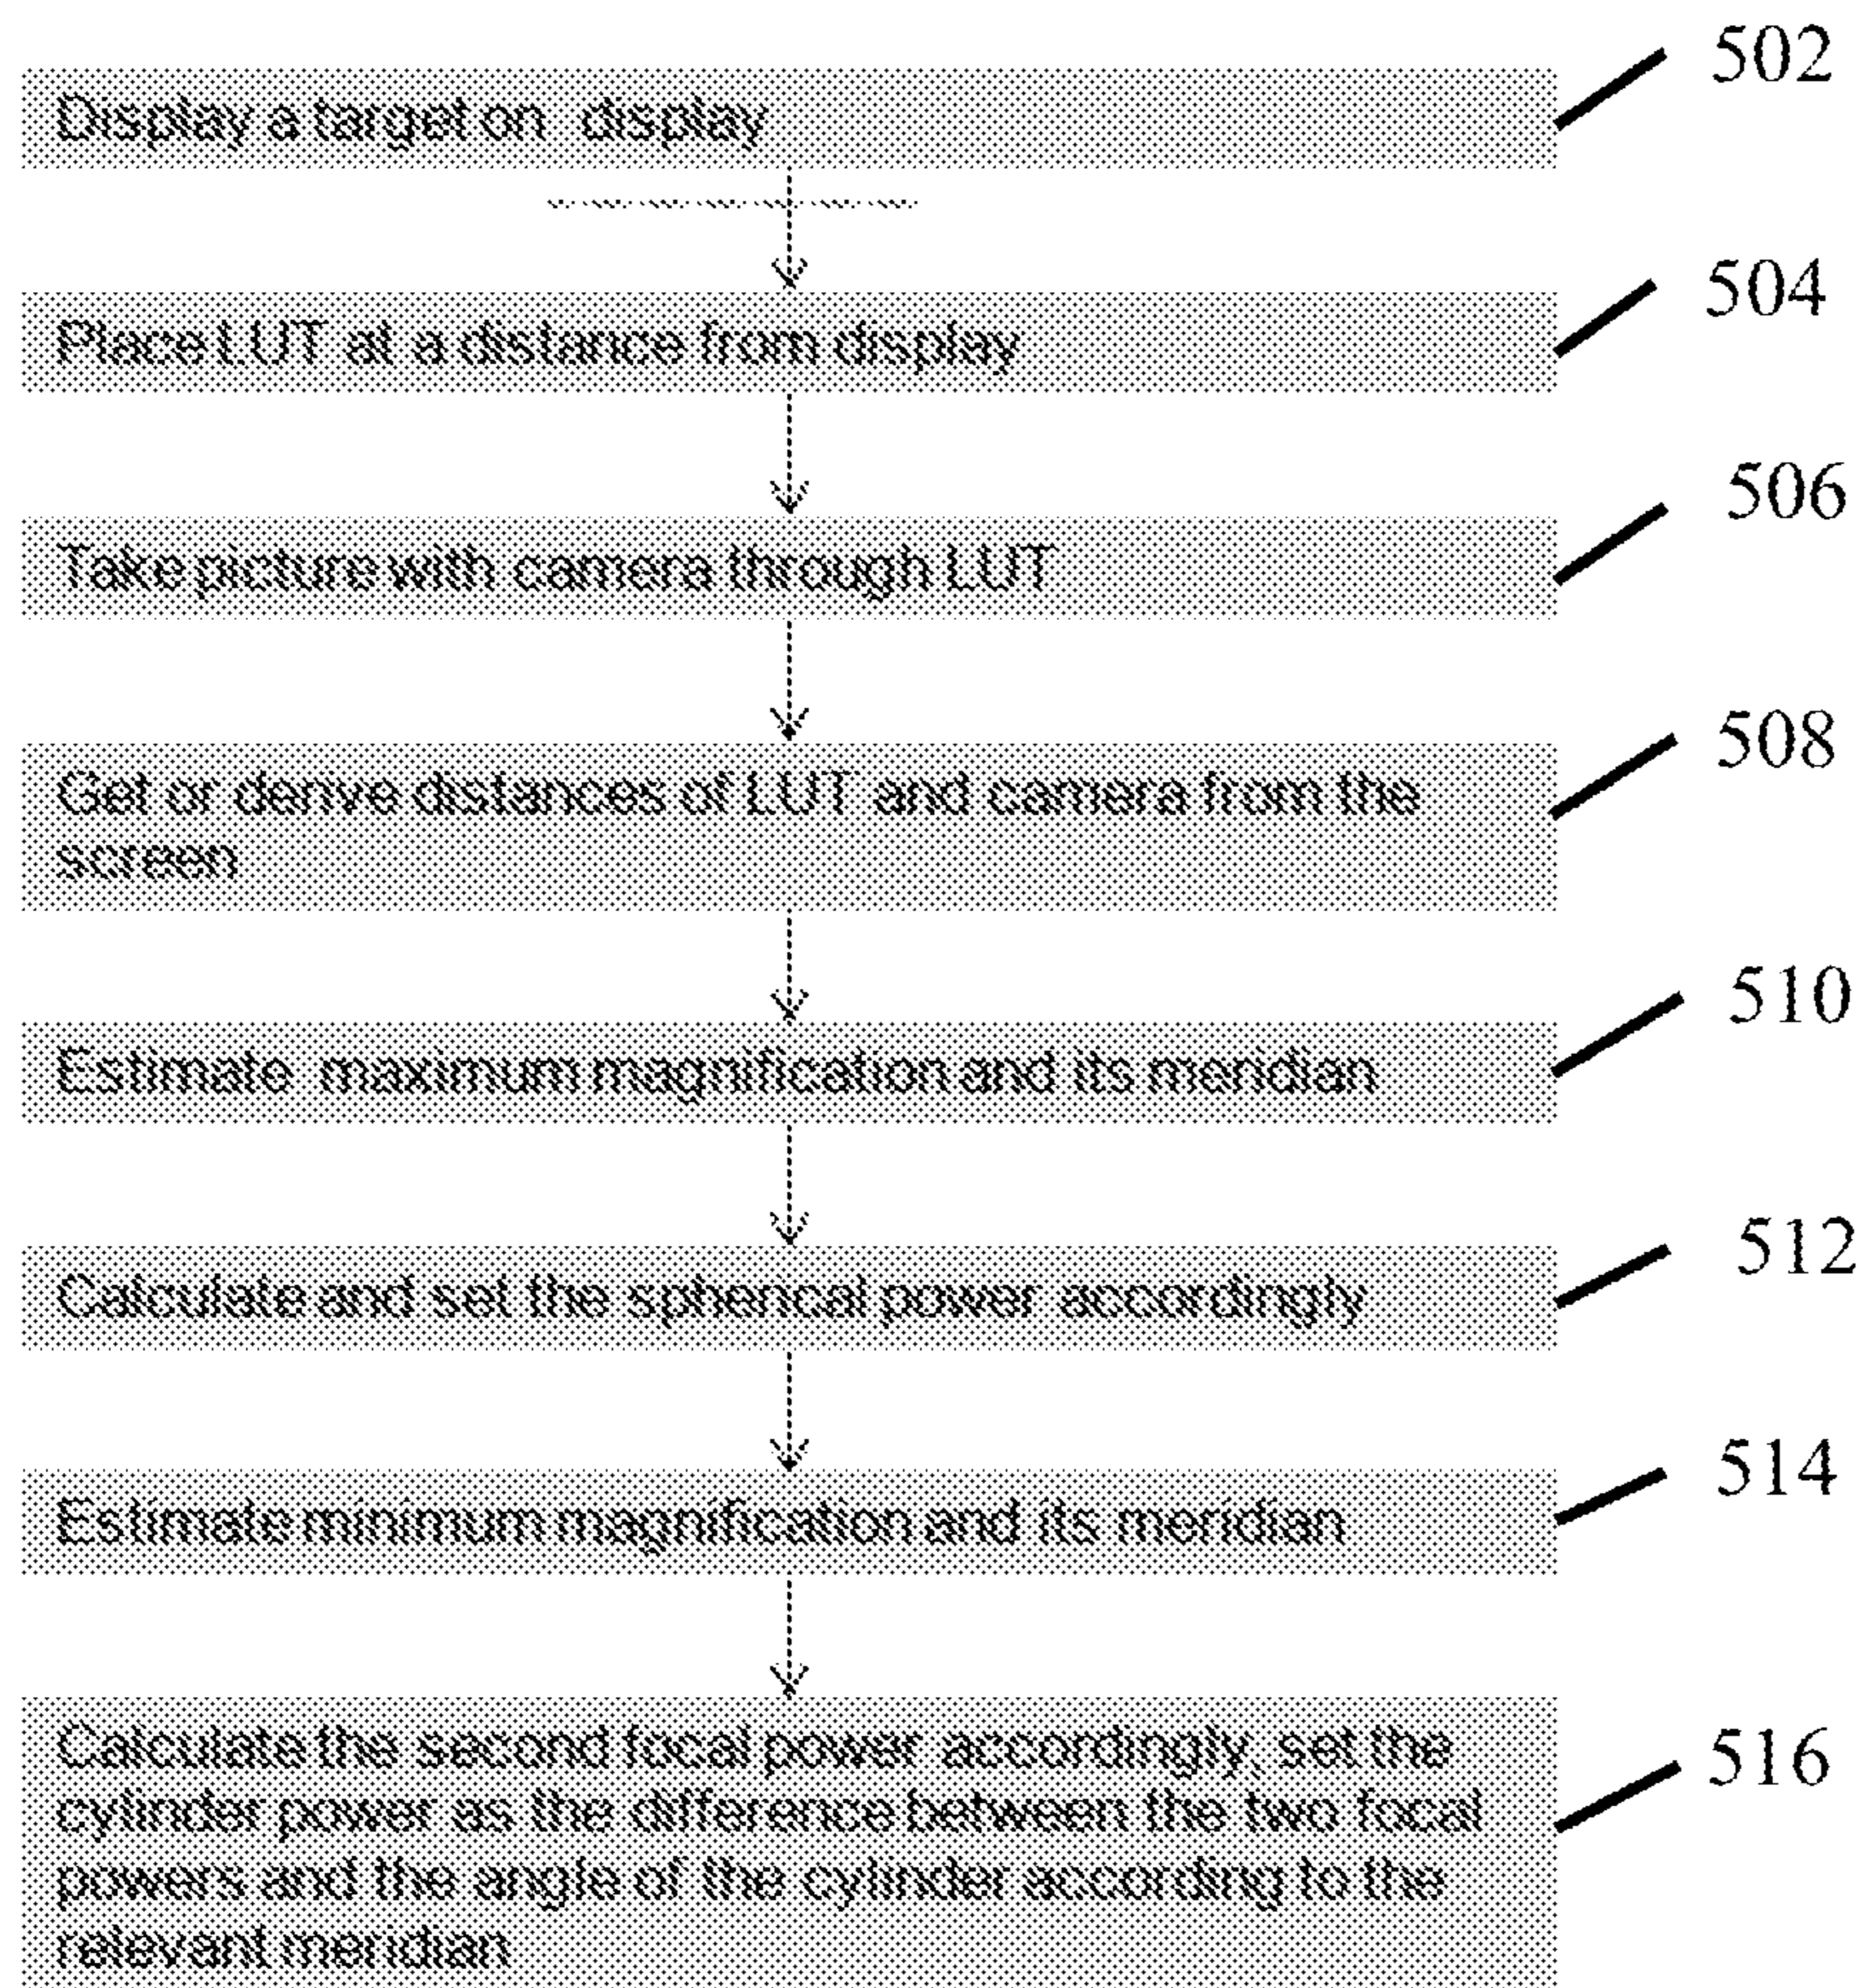 502
Display a target on display
504
Place LUT at a distance from display
506
Take picture with camera through LUT
508
Get or derive distances of LUT and camera from the
screen
510
Estimate maximum magnification and its meridian
512
Calculate and set the spherical power accordingly
514
Estimate minimum magnification and its meridian
516
Calculate the second focal power accordingly, set the
cylinder power as the difference between the two focal
powers and the angle of the cylinder according to the
relevant meridian